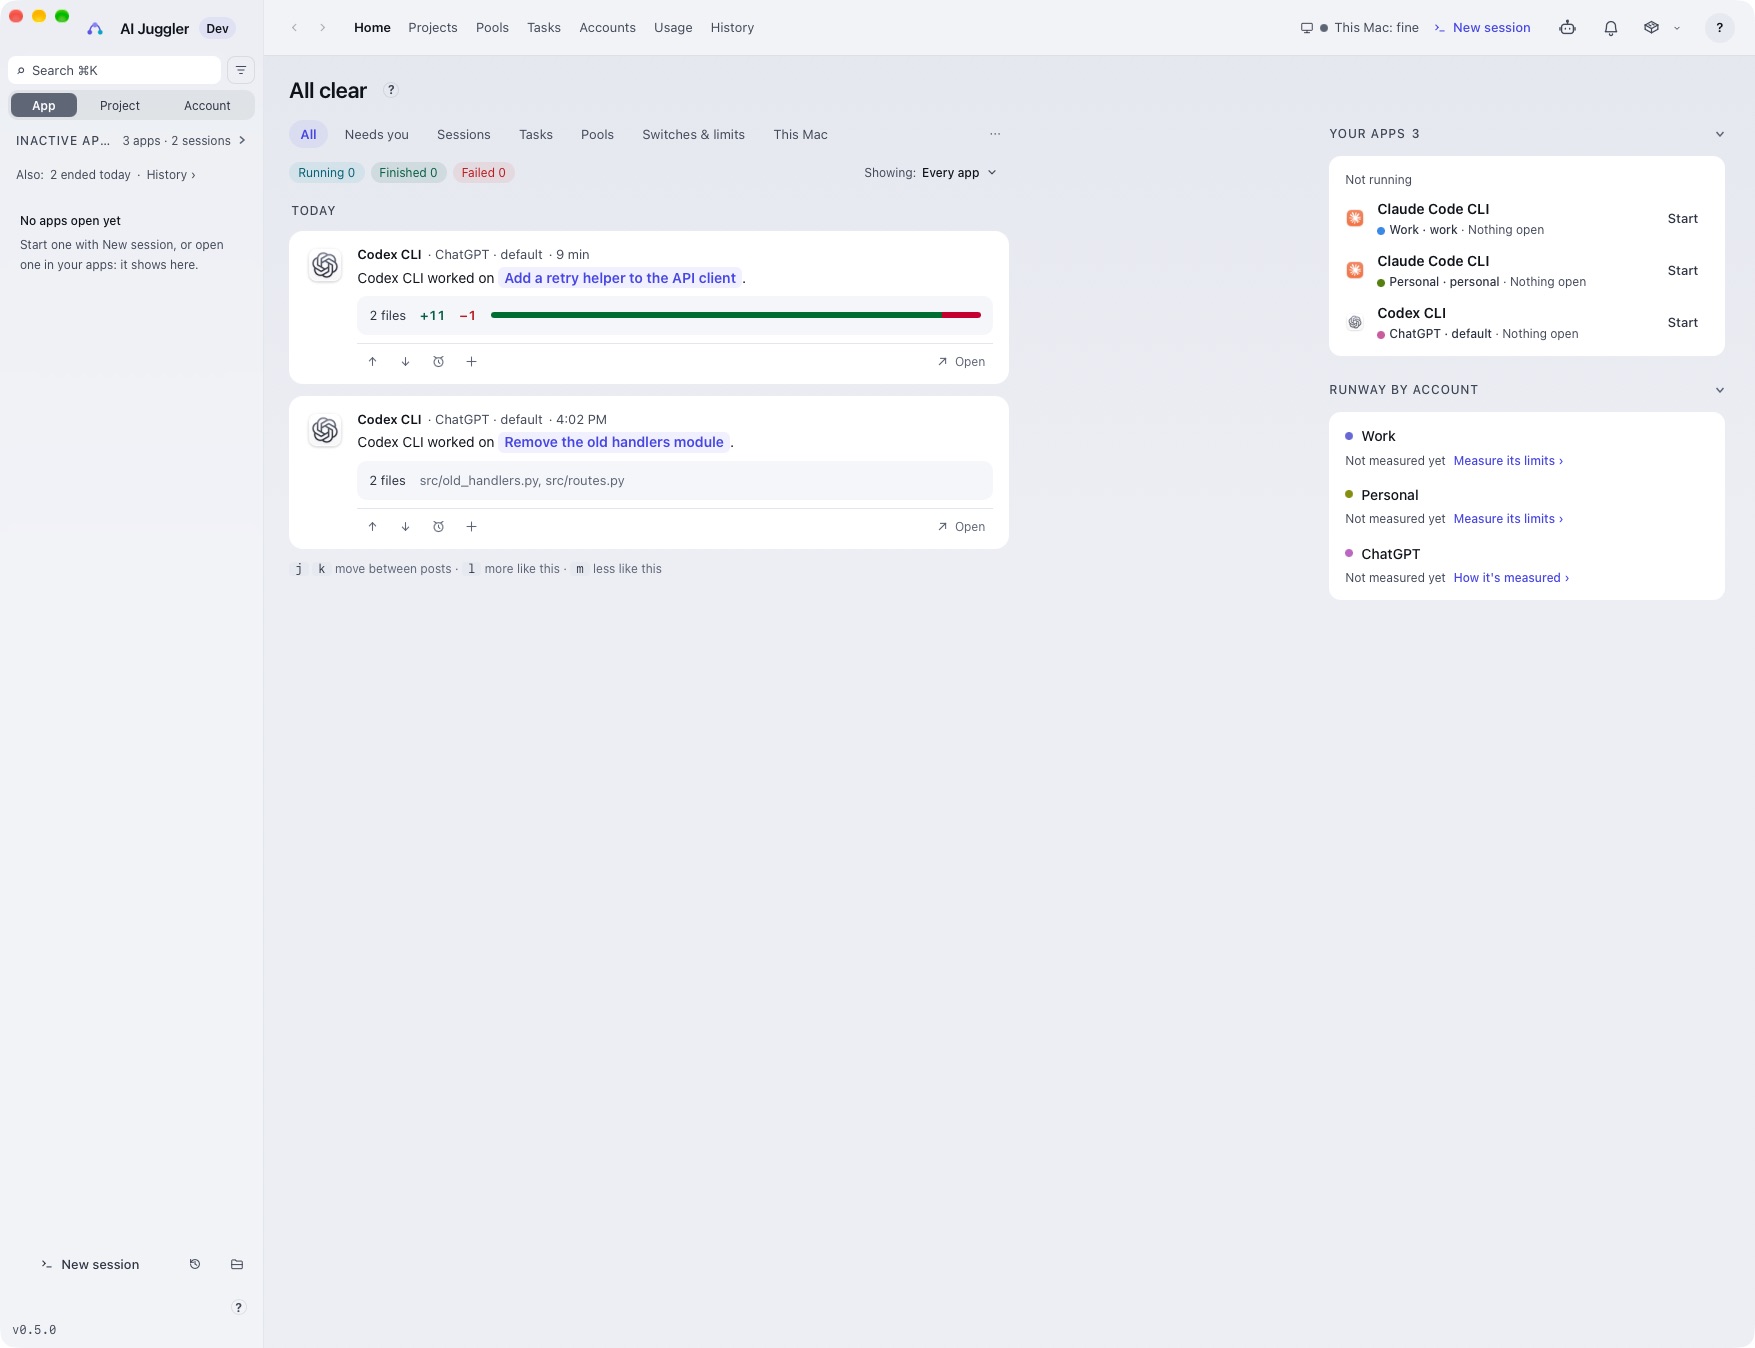 AI Juggler Dev
Search ⌘K
App Project Account
INACTIVE AP... 3 apps · 2 sessions
Also: 2 ended today · History ›
No apps open yet
Start one with New session, or open
one in your apps: it shows here.
New session
?
v0.5.0
Home Projects Pools Tasks Accounts Usage History
This Mac: fine New session ?
All clear ?
All Needs you Sessions Tasks Pools Switches & limits This Mac ...
Running 0 Finished 0 Failed 0 Showing: Every app
TODAY
Codex CLI · ChatGPT · default · 9 min
Codex CLI worked on Add a retry helper to the API client .
2 files +11 −1
Open
Codex CLI · ChatGPT · default · 4:02 PM
Codex CLI worked on Remove the old handlers module .
2 files src/old_handlers.py, src/routes.py
Open
j k move between posts · l more like this · m less like this
YOUR APPS 3
Not running
Claude Code CLI
Work · work · Nothing open
Start
Claude Code CLI
Personal · personal · Nothing open
Start
Codex CLI
ChatGPT · default · Nothing open
Start
RUNWAY BY ACCOUNT
Work
Not measured yet Measure its limits ›
Personal
Not measured yet Measure its limits ›
ChatGPT
Not measured yet How it's measured ›